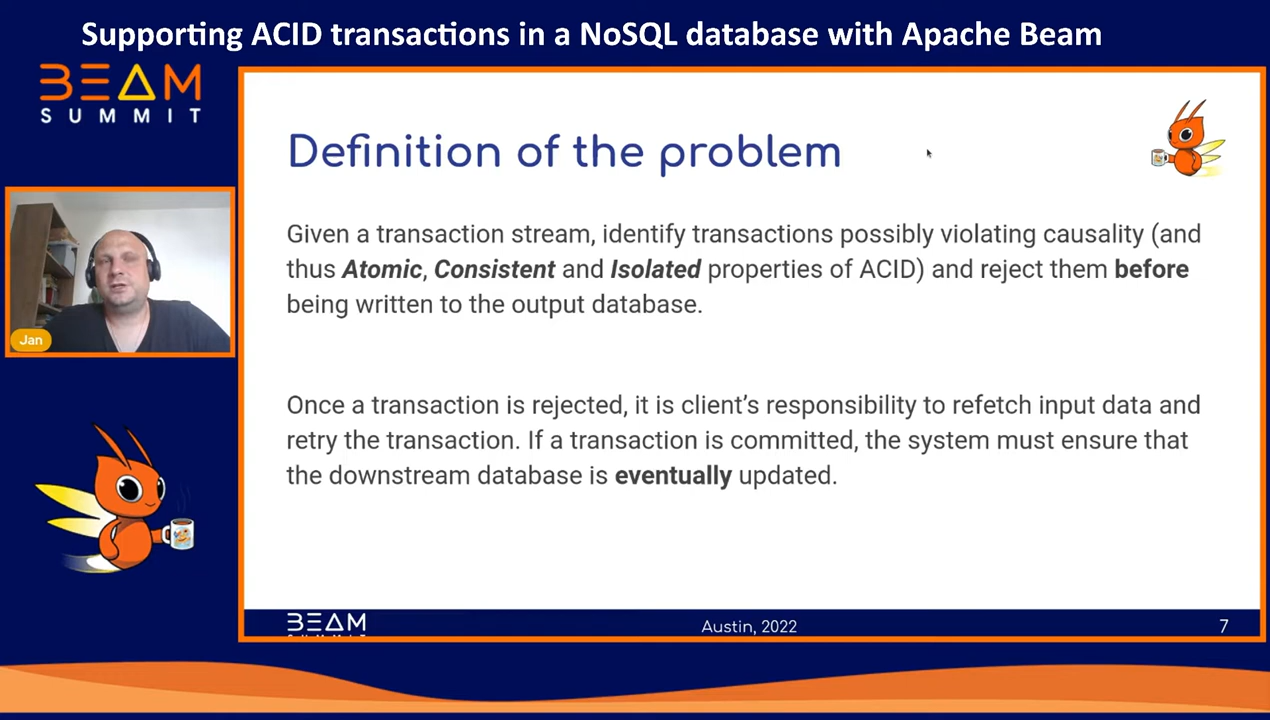 Supporting ACID transactions in a NoSQL database with Apache Beam
BEAM
SUMMIT
Definition of the problem
Given a transaction stream, identify transactions possibly violating causality (and
thus Atomic, Consistent and Isolated properties of ACID) and reject them before
being written to the output database.
Jan
Once a transaction is rejected, it is client’s responsibility to refetch input data and
retry the transaction. If a transaction is committed, the system must ensure that
the downstream database is eventually updated.
BEAM
Austin, 2022
7